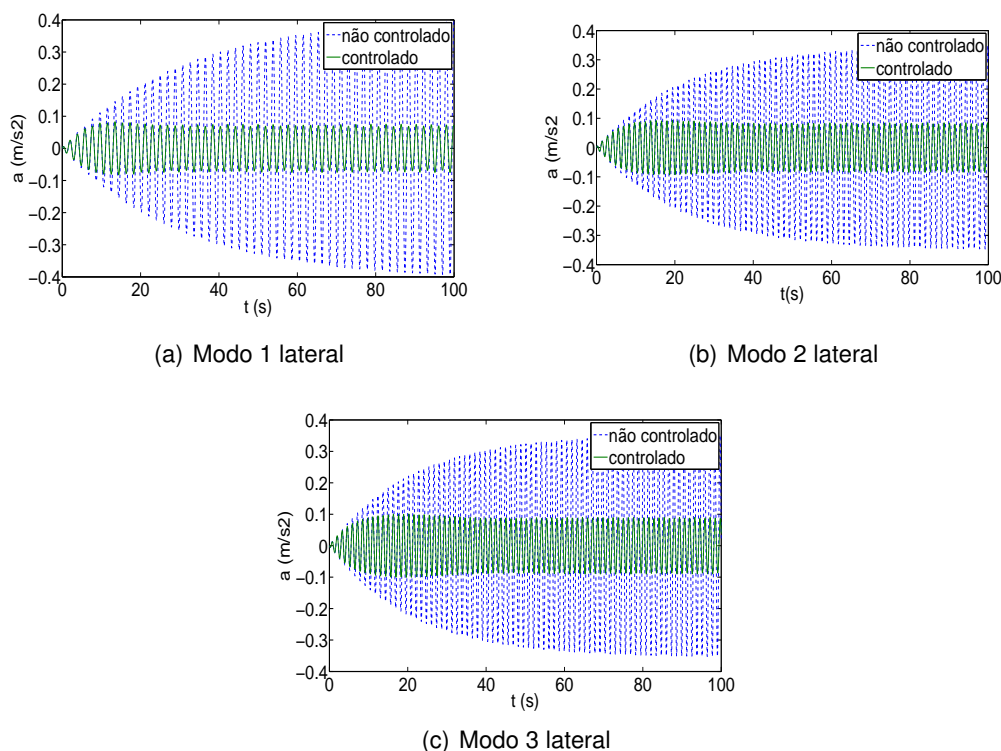 0.4
0.3
0.2
0.1
0
−0.1
−0.2
−0.3
−0.4
a (m/s2)
não controlado
controlado
0 20 40 60 80 100
t (s)
(a) Modo 1 lateral
0.4
0.3
0.2
0.1
0
−0.1
−0.2
−0.3
−0.4
a (m/s2
não controlado
controlado
0 20 40 60 80 100
t(s)
(b) Modo 2 lateral
0.4
0.3
0.2
0.1
0
−0.1
−0.2
−0.3
−0.4
a (m/s2)
não controlado
controlado
0 20 40 60 80 100
t (s)
(c) Modo 3 lateral